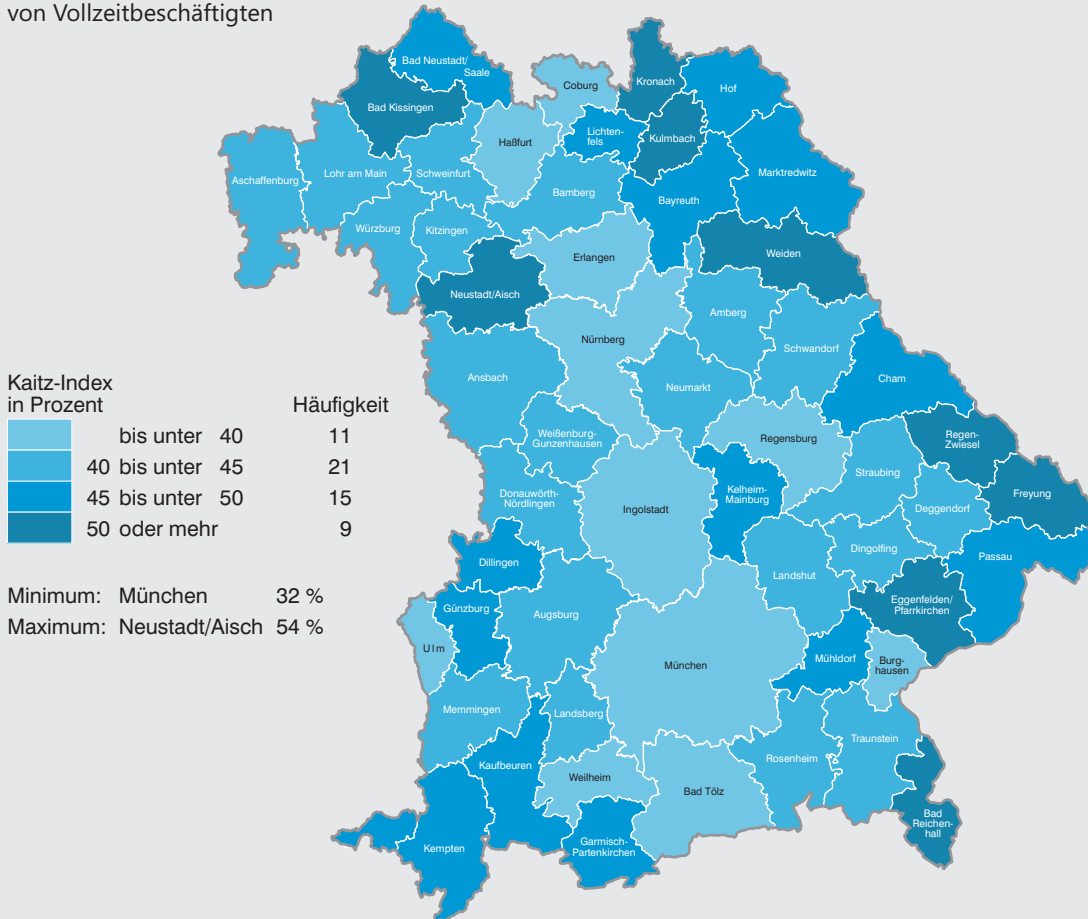 von Vollzeitbeschäftigten
Bad Neustadt/
Saale
Coburg
Kronach
Hof
Bad Kissingen
Lichten-
fels
Kulmbach
Haßfurt
Marktredwitz
Aschaffenburg
Lohr am Main
Schweinfurt
Bamberg
Bayreuth
Würzburg
Kitzingen
Erlangen
Weiden
Neustadt/Aisch
Nürnberg
Amberg
Schwandorf
Ansbach
Neumarkt
Cham
Kaitz-Index
in Prozent Häufigkeit
bis unter 40 11
40 bis unter 45 21
45 bis unter 50 15
50 oder mehr 9
Weißenburg-
Gunzenhausen
Regensburg
Regen-
Zwiesel
Straubing
Donauwörth-
Nördlingen
Ingolstadt
Kelheim-
Mainburg
Deggendorf
Freyung
Dillingen
Dingolfing
Passau
Landshut
Minimum: München 32 %
Maximum: Neustadt/Aisch 54 %
Günzburg
Augsburg
Eggenfelden/
Pfarrkirchen
Ulm
München
Mühldorf
Burg-
hausen
Memmingen
Landsberg
Traunstein
Kaufbeuren
Weilheim
Bad Tölz
Rosenheim
Bad
Reichen-
hall
Kempten
Garmisch-
Partenkirchen